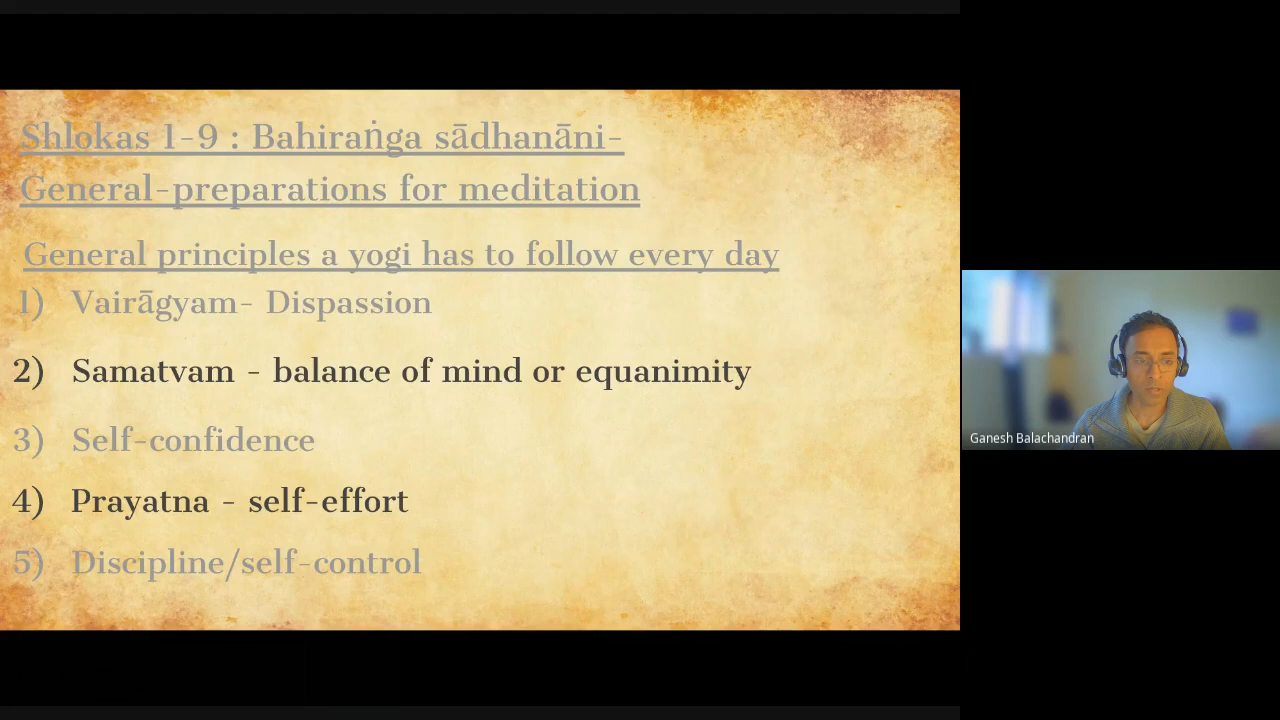 Shlokas 1-9 : Bahiraṅga sādhanāni-
General-preparations for meditation
General principles a yogi has to follow every day
1) Vairāgyam- Dispassion
2) Samatvam - balance of mind or equanimity
3) Self-confidence
4) Prayatna - self-effort
5) Discipline/self-control
Ganesh Balachandran